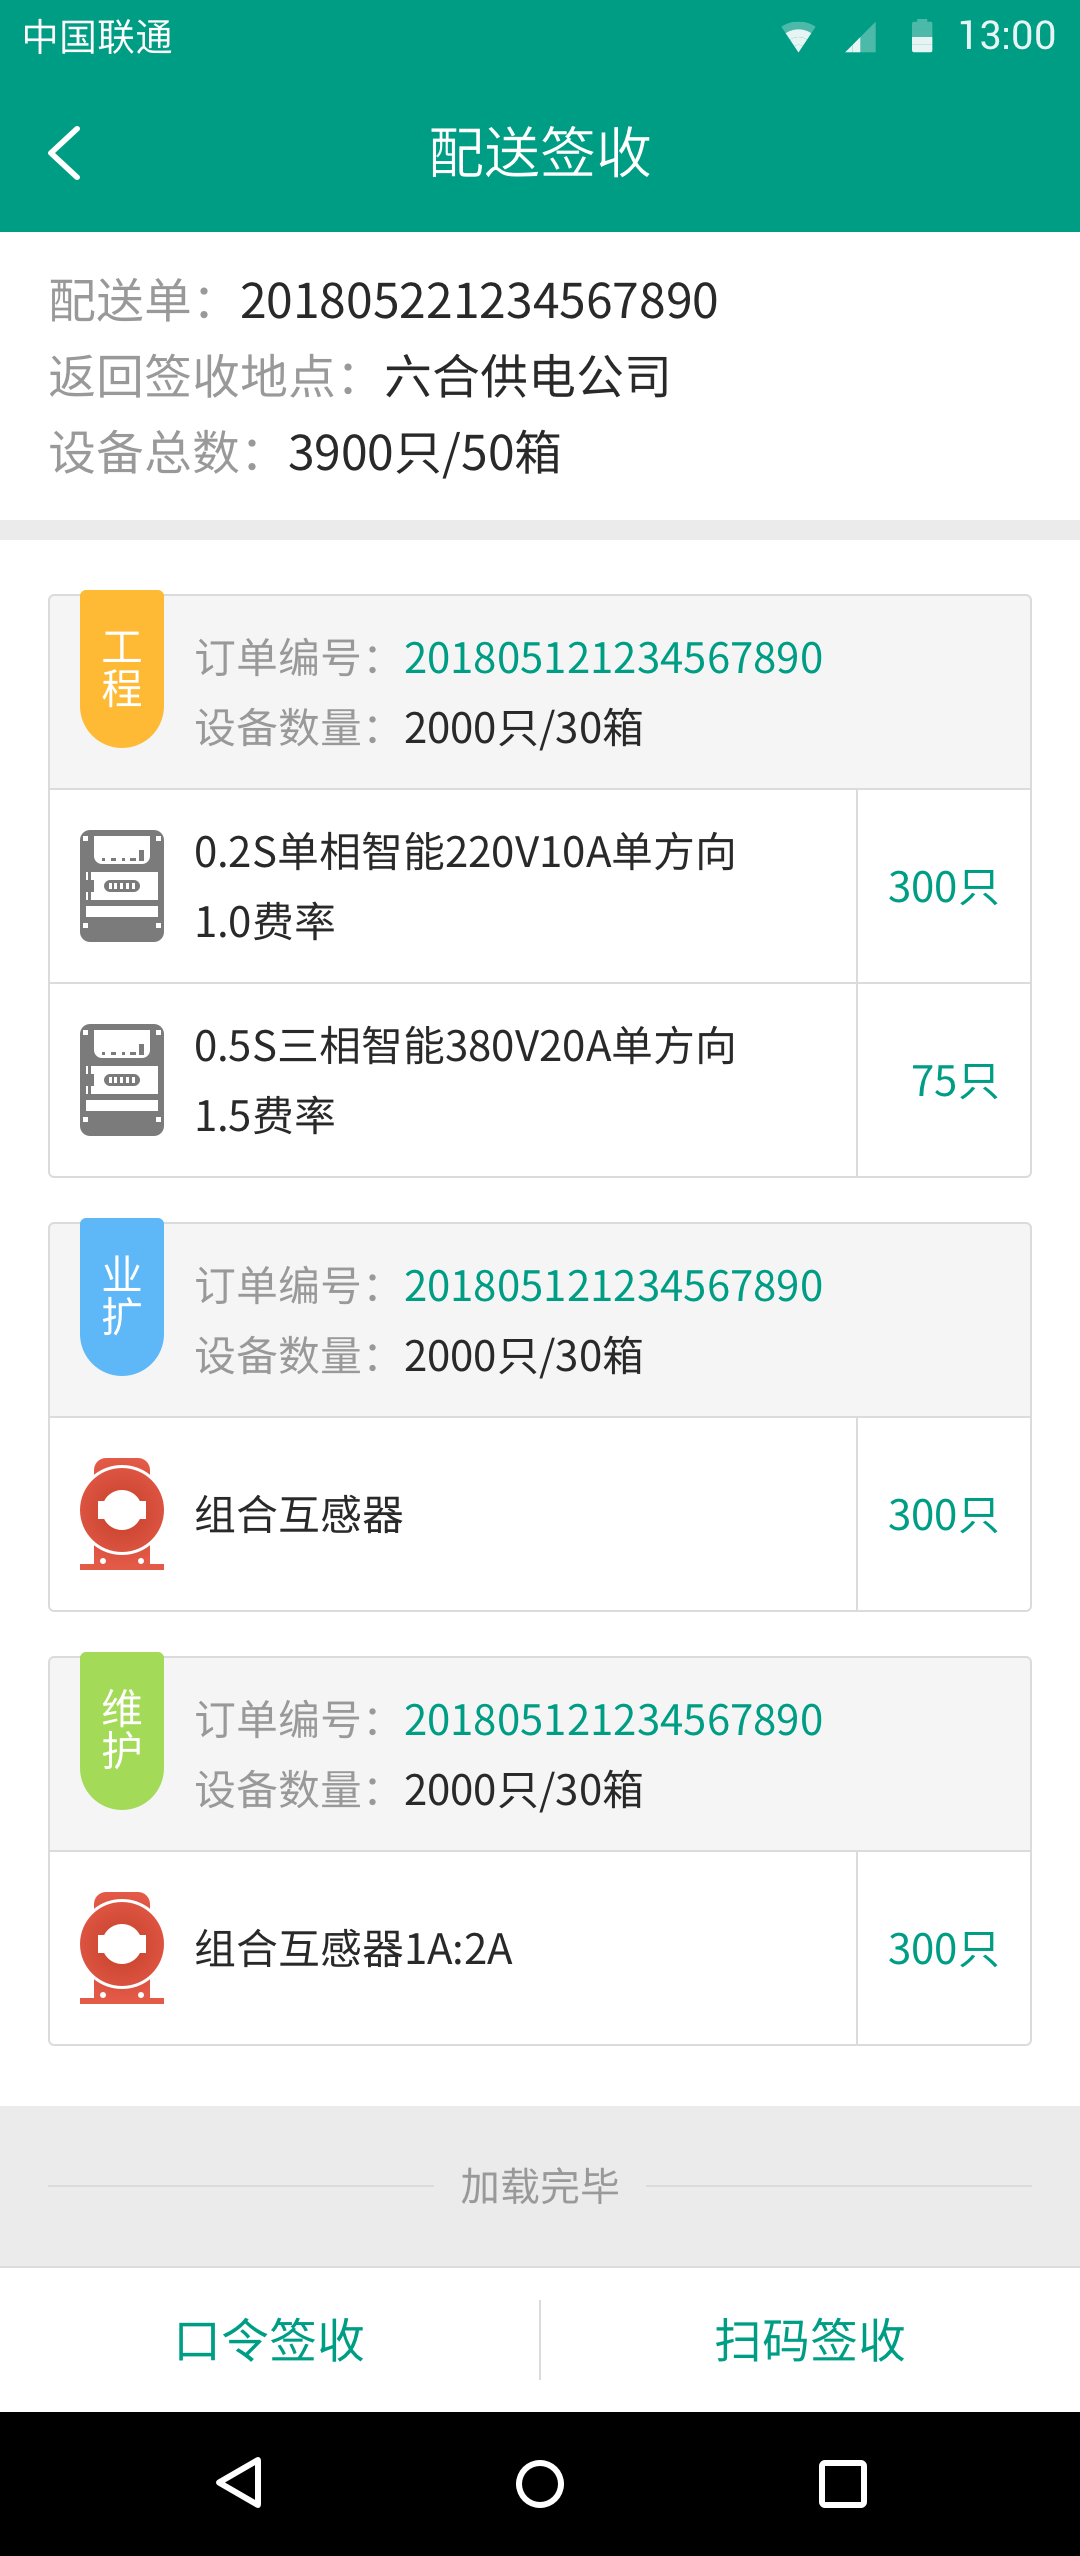 中国联通
13:00
配送签收
配送单：201805221234567890
返回签收地点：六合供电公司
设备总数：3900只/50箱
工程
订单编号：201805121234567890
设备数量：2000只/30箱
0.2S单相智能220V10A单方向
1.0费率
300只
0.5S三相智能380V20A单方向
1.5费率
75只
业扩
订单编号：201805121234567890
设备数量：2000只/30箱
组合互感器
300只
维护
订单编号：201805121234567890
设备数量：2000只/30箱
组合互感器1A:2A
300只
加载完毕
口令签收
扫码签收